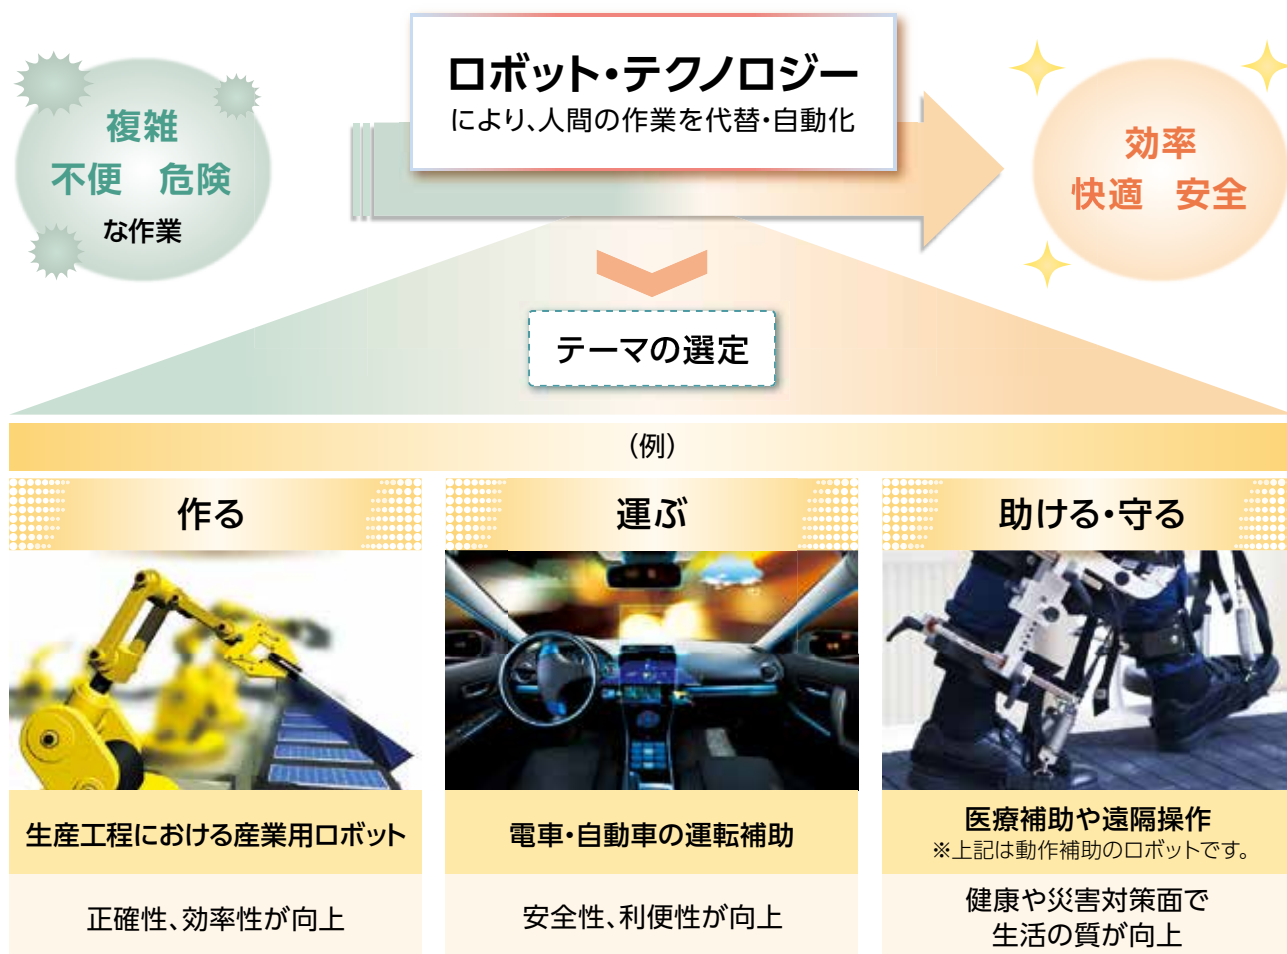 複雑
不便　危険
な作業
ロボット・テクノロジー
により、人間の作業を代替・自動化
効率
快適　安全
テーマの選定
（例）
作る
生産工程における産業用ロボット
正確性、効率性が向上
運ぶ
電車・自動車の運転補助
安全性、利便性が向上
助ける・守る
医療補助や遠隔操作
※上記は動作補助のロボットです。
健康や災害対策面で
生活の質が向上